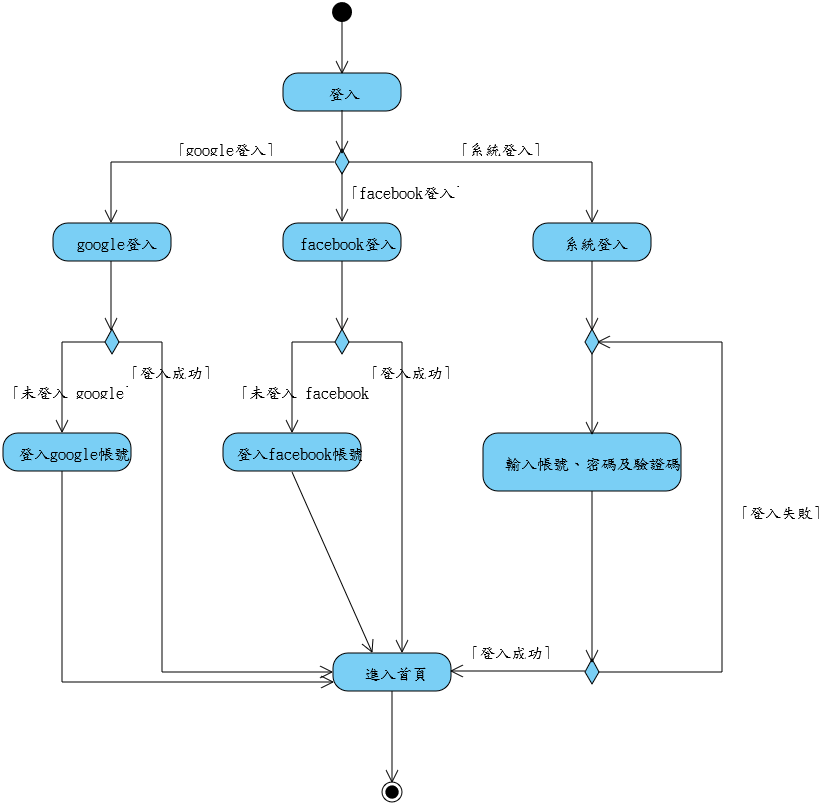 登入
「google登入」
「系統登入」
「facebook登入」
google登入
facebook登入
系統登入
「登入成功」
「登入成功」
「未登入 google」
「未登入 facebook
登入google帳號
登入facebook帳號
輸入帳號、密碼及驗證碼
「登入失敗」
「登入成功」
進入首頁